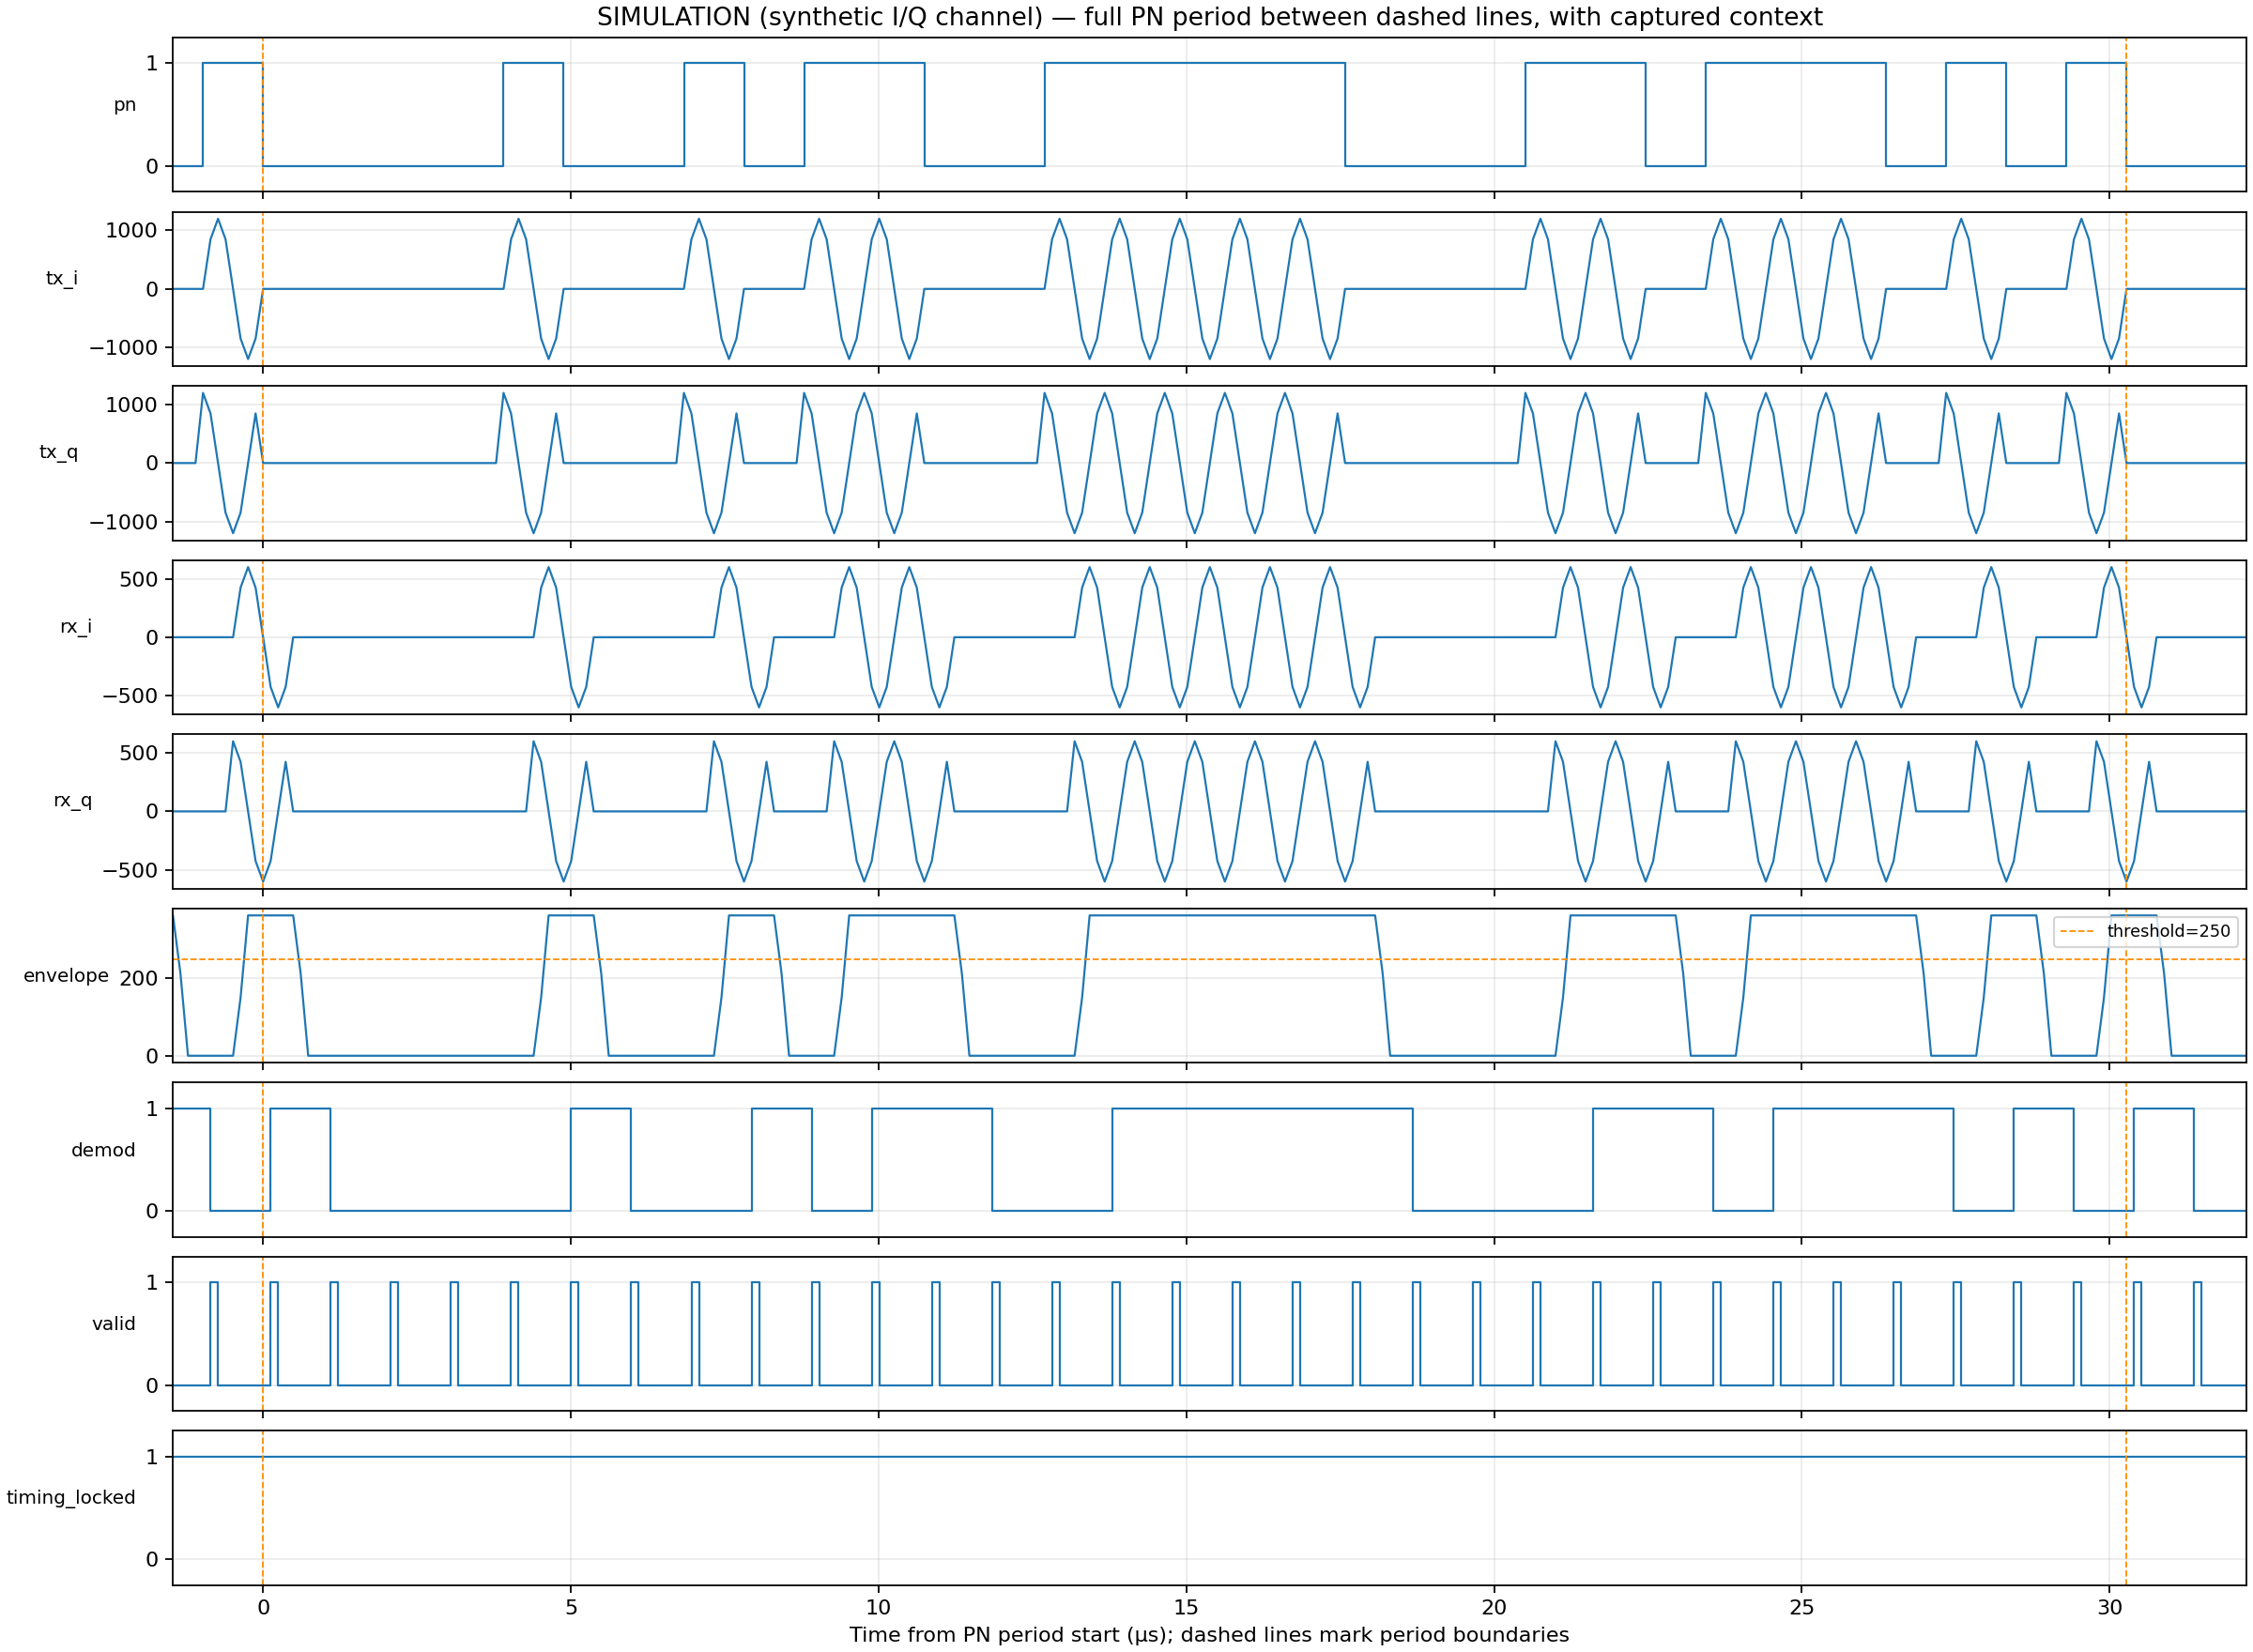 SIMULATION (synthetic I/Q channel) — full PN period between dashed lines, with captured context
pn
1
0
tx_i
1000
0
−1000
tx_q
1000
0
−1000
rx_i
500
0
−500
rx_q
500
0
−500
envelope
200
0
threshold=250
demod
1
0
valid
1
0
timing_locked
1
0
0 5 10 15 20 25 30
Time from PN period start (µs); dashed lines mark period boundaries